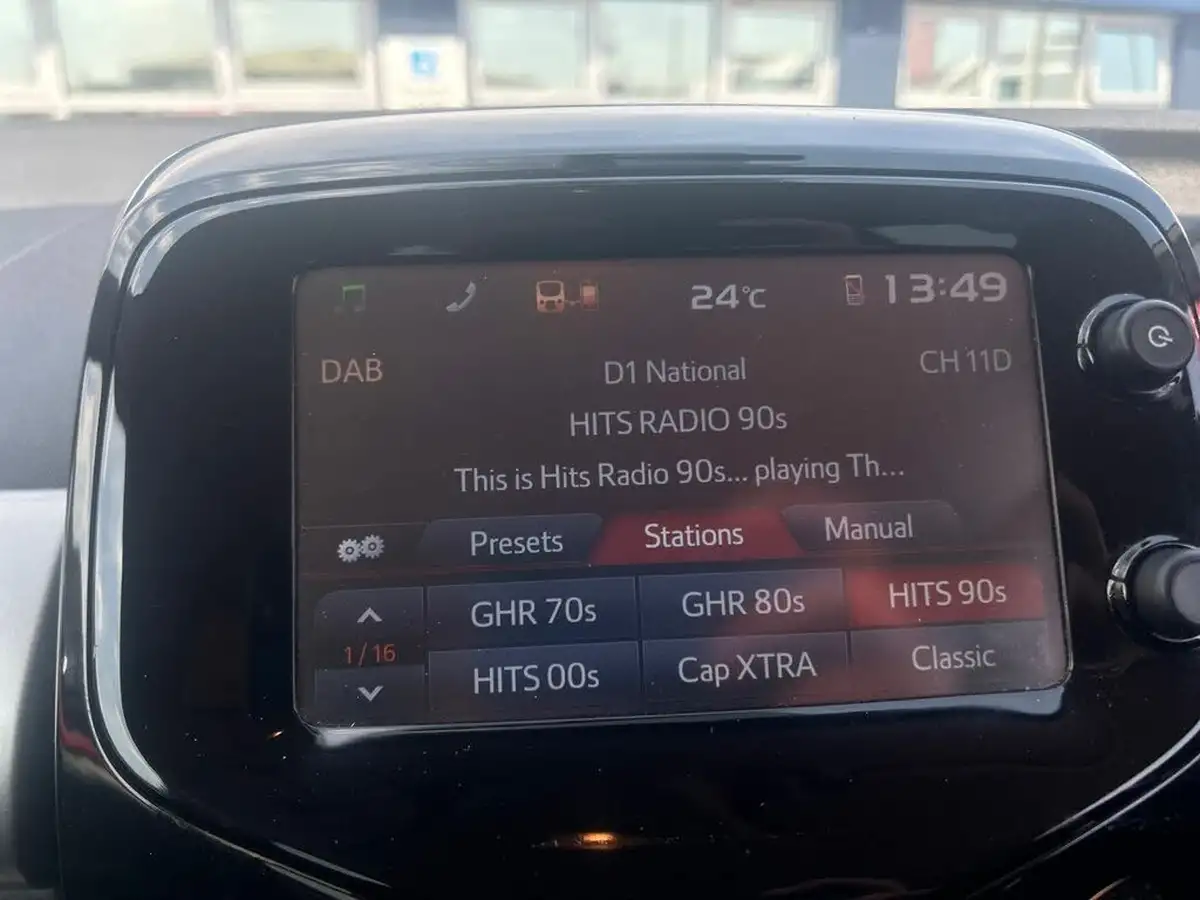 24°C 13:49
DAB D1 National CH 11D
HITS RADIO 90s
This is Hits Radio 90s... playing Th...
Presets Stations Manual
GHR 70s GHR 80s HITS 90s
1/16
HITS 00s Cap XTRA Classic